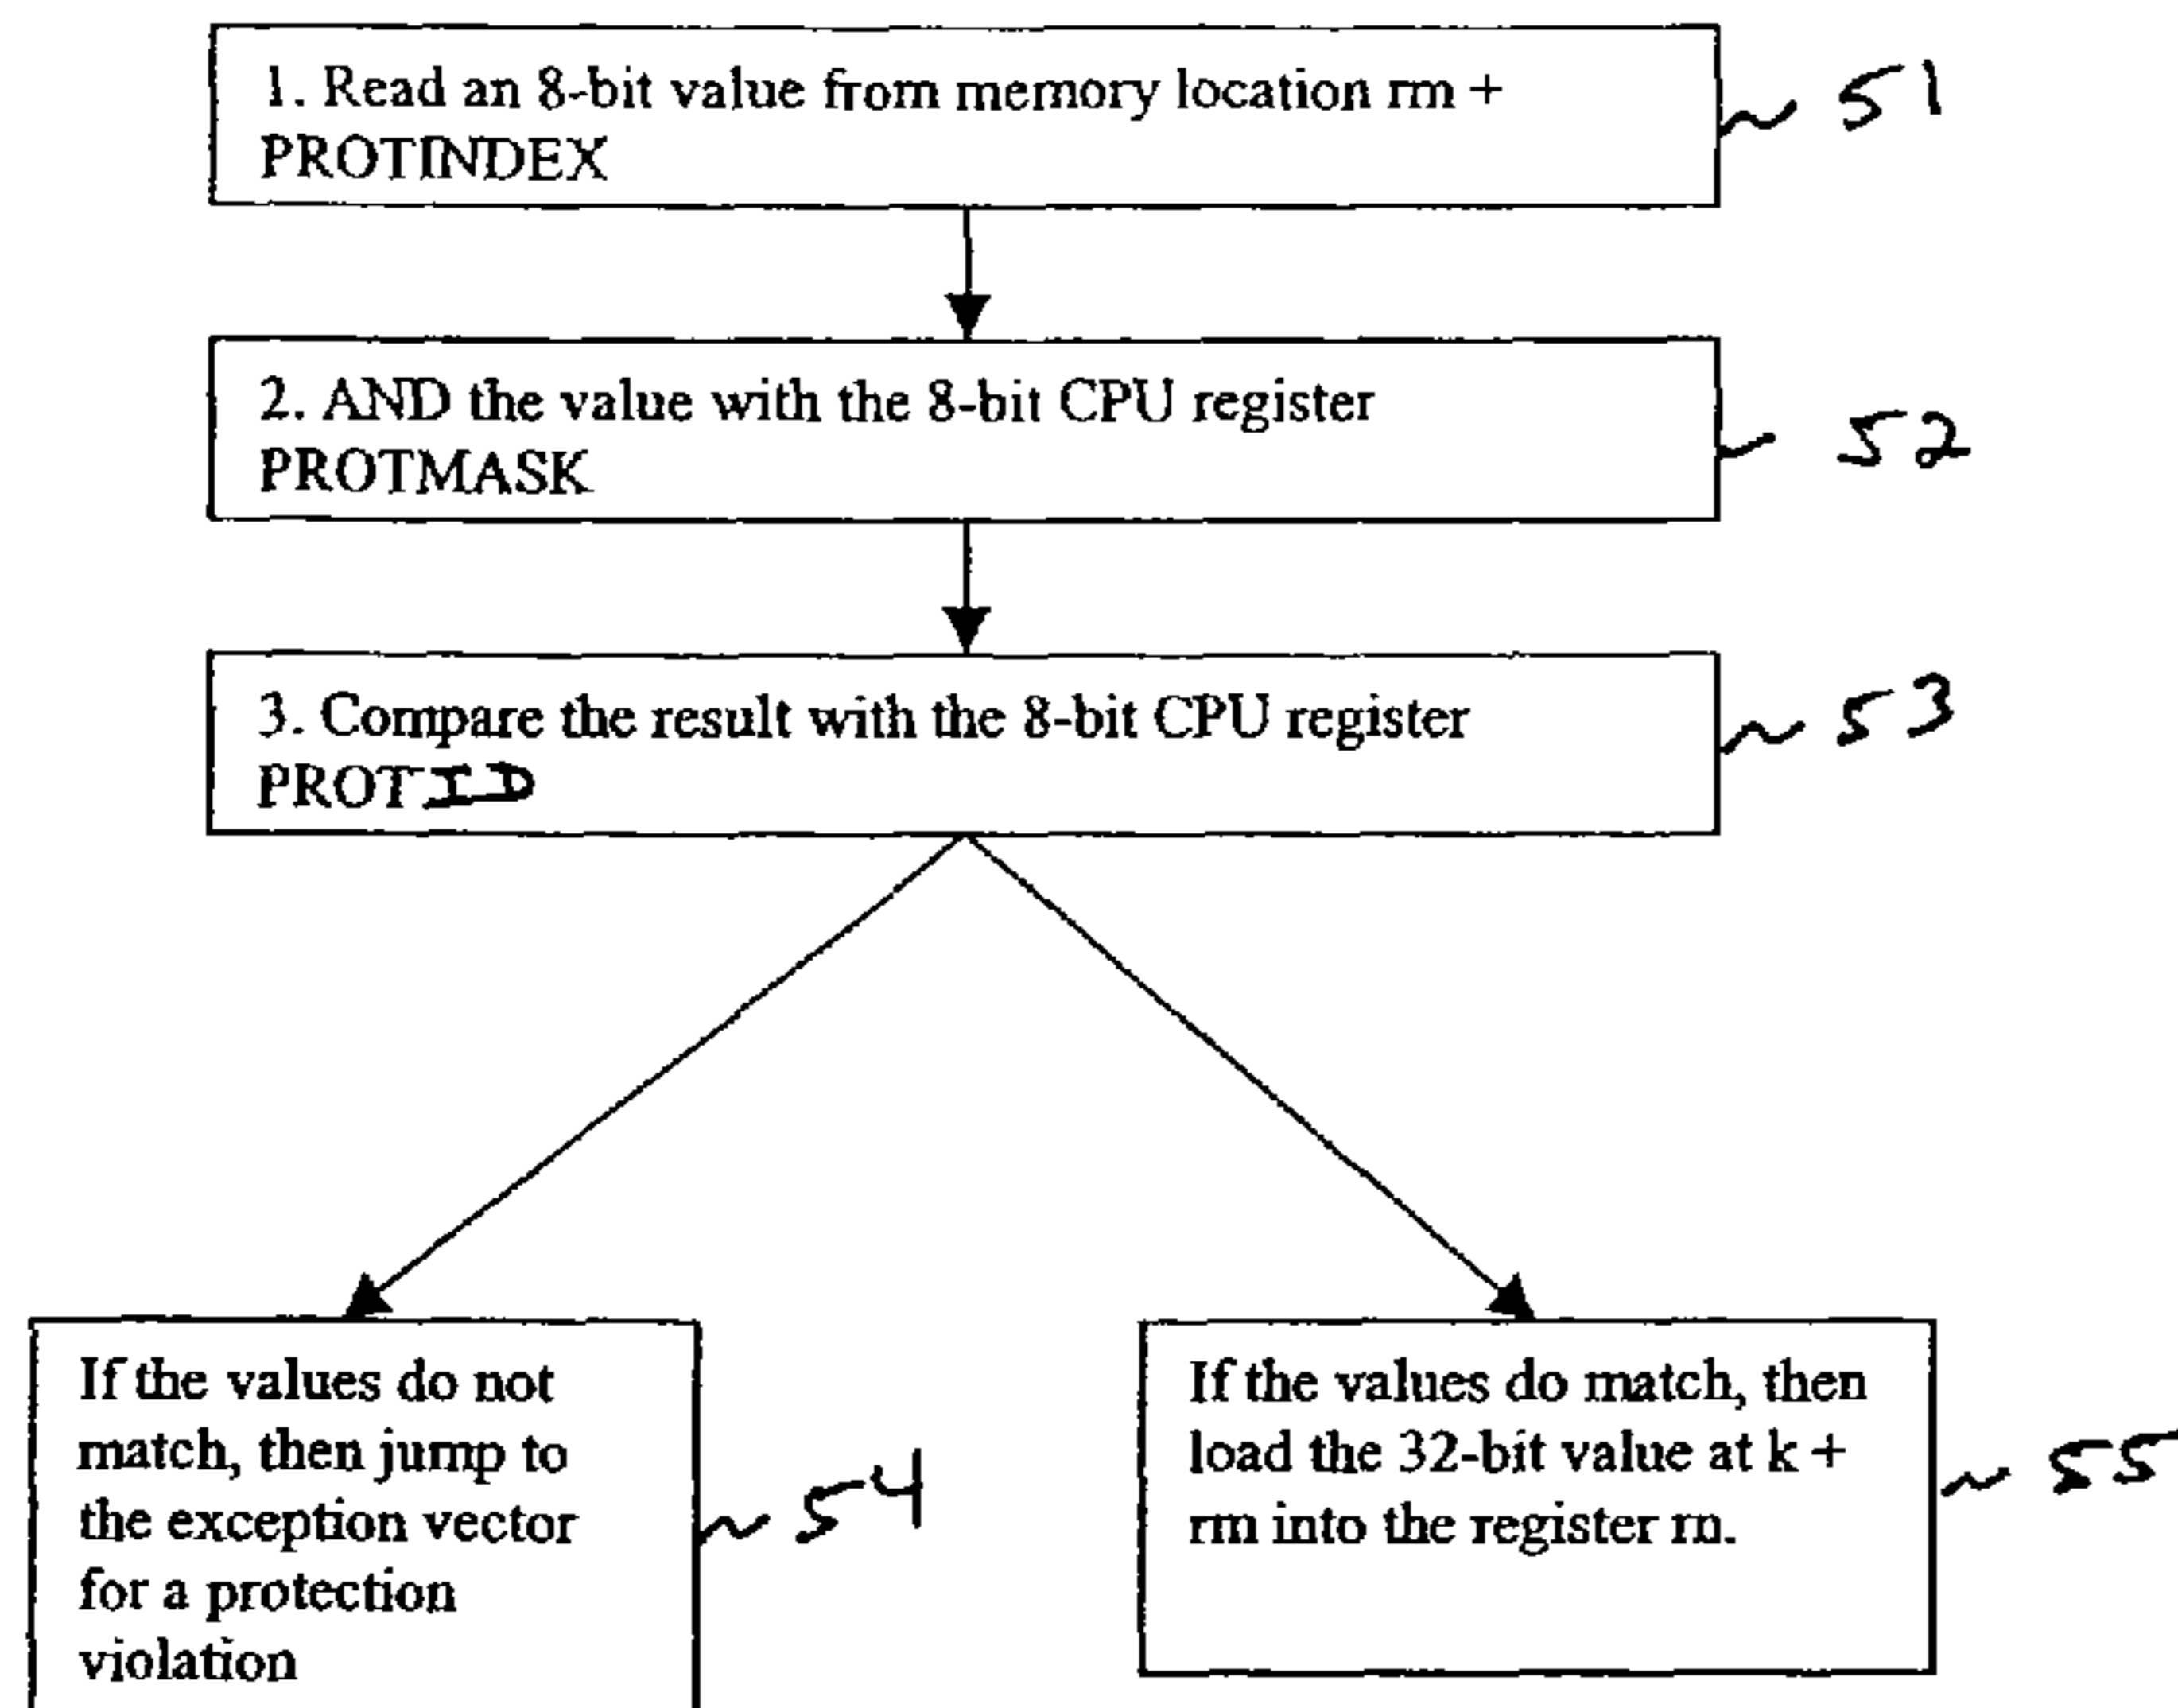 1. Read an 8-bit value from memory location rm +
PROTINDEX
51
2. AND the value with the 8-bit CPU register
PROTMASK
52
3. Compare the result with the 8-bit CPU register
PROTID
53
If the values do not
match, then jump to
the exception vector
for a protection
violation
54
If the values do match, then
load the 32-bit value at k +
rm into the register rn.
55